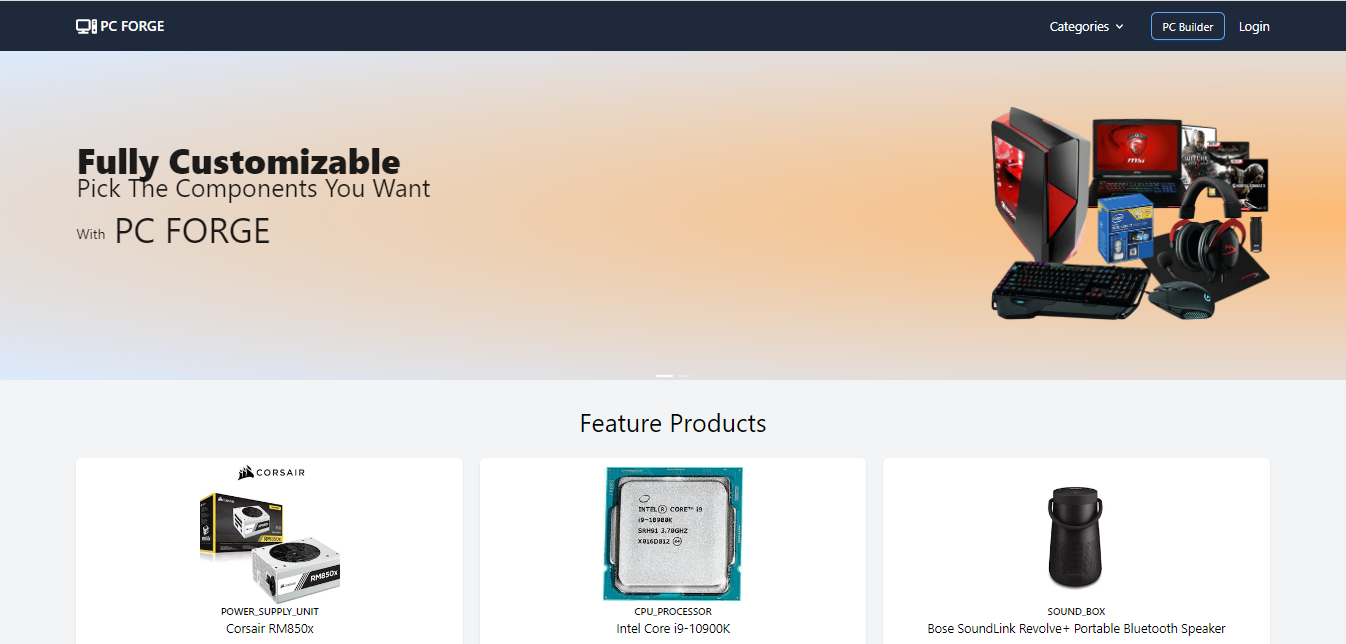 PC FORGE
Categories
PC Builder
Login
Fully Customizable
Pick The Components You Want
With PC FORGE
msi
WITCHER
Feature Products
CORSAIR
RM850x
INTEL® CORE™ i9
i9-10900K
SRH91 3.70GHZ
X016D812
POWER_SUPPLY_UNIT
Corsair RM850x
CPU_PROCESSOR
Intel Core i9-10900K
SOUND_BOX
Bose SoundLink Revolve+ Portable Bluetooth Speaker